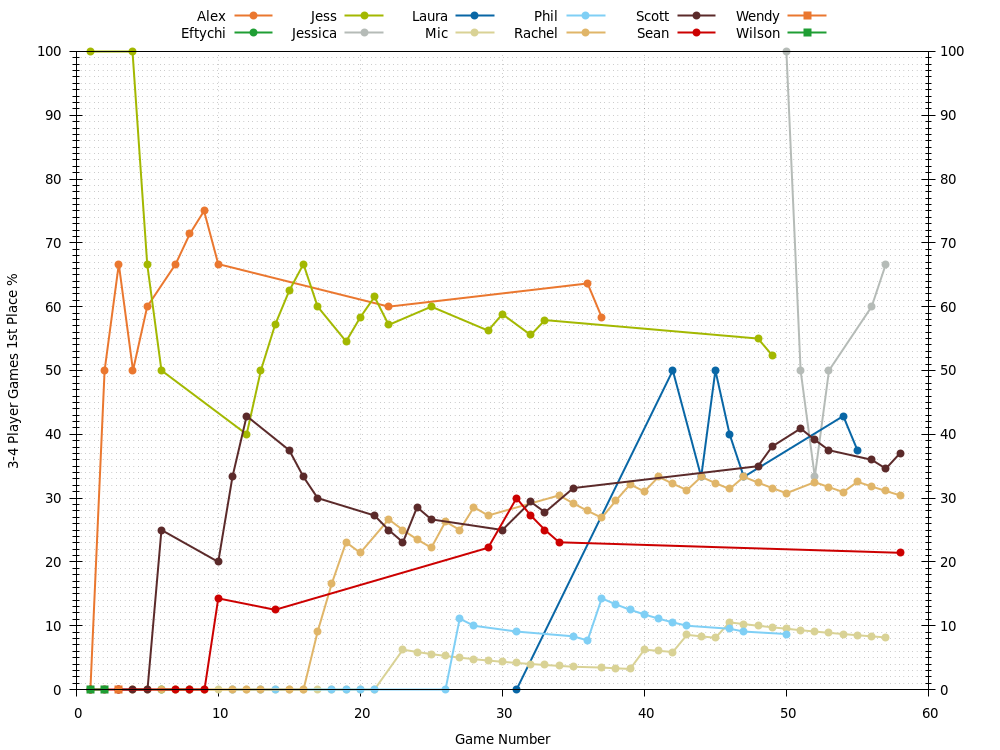 Alex Jess Laura Phil Scott Wendy
Eftychi Jessica Mic Rachel Sean Wilson
100 100
90 90
80 80
70 70
60 60
50 50
40 40
30 30
20 20
10 10
0 0
3-4 Player Games 1st Place %
0 10 20 30 40 50 60
Game Number